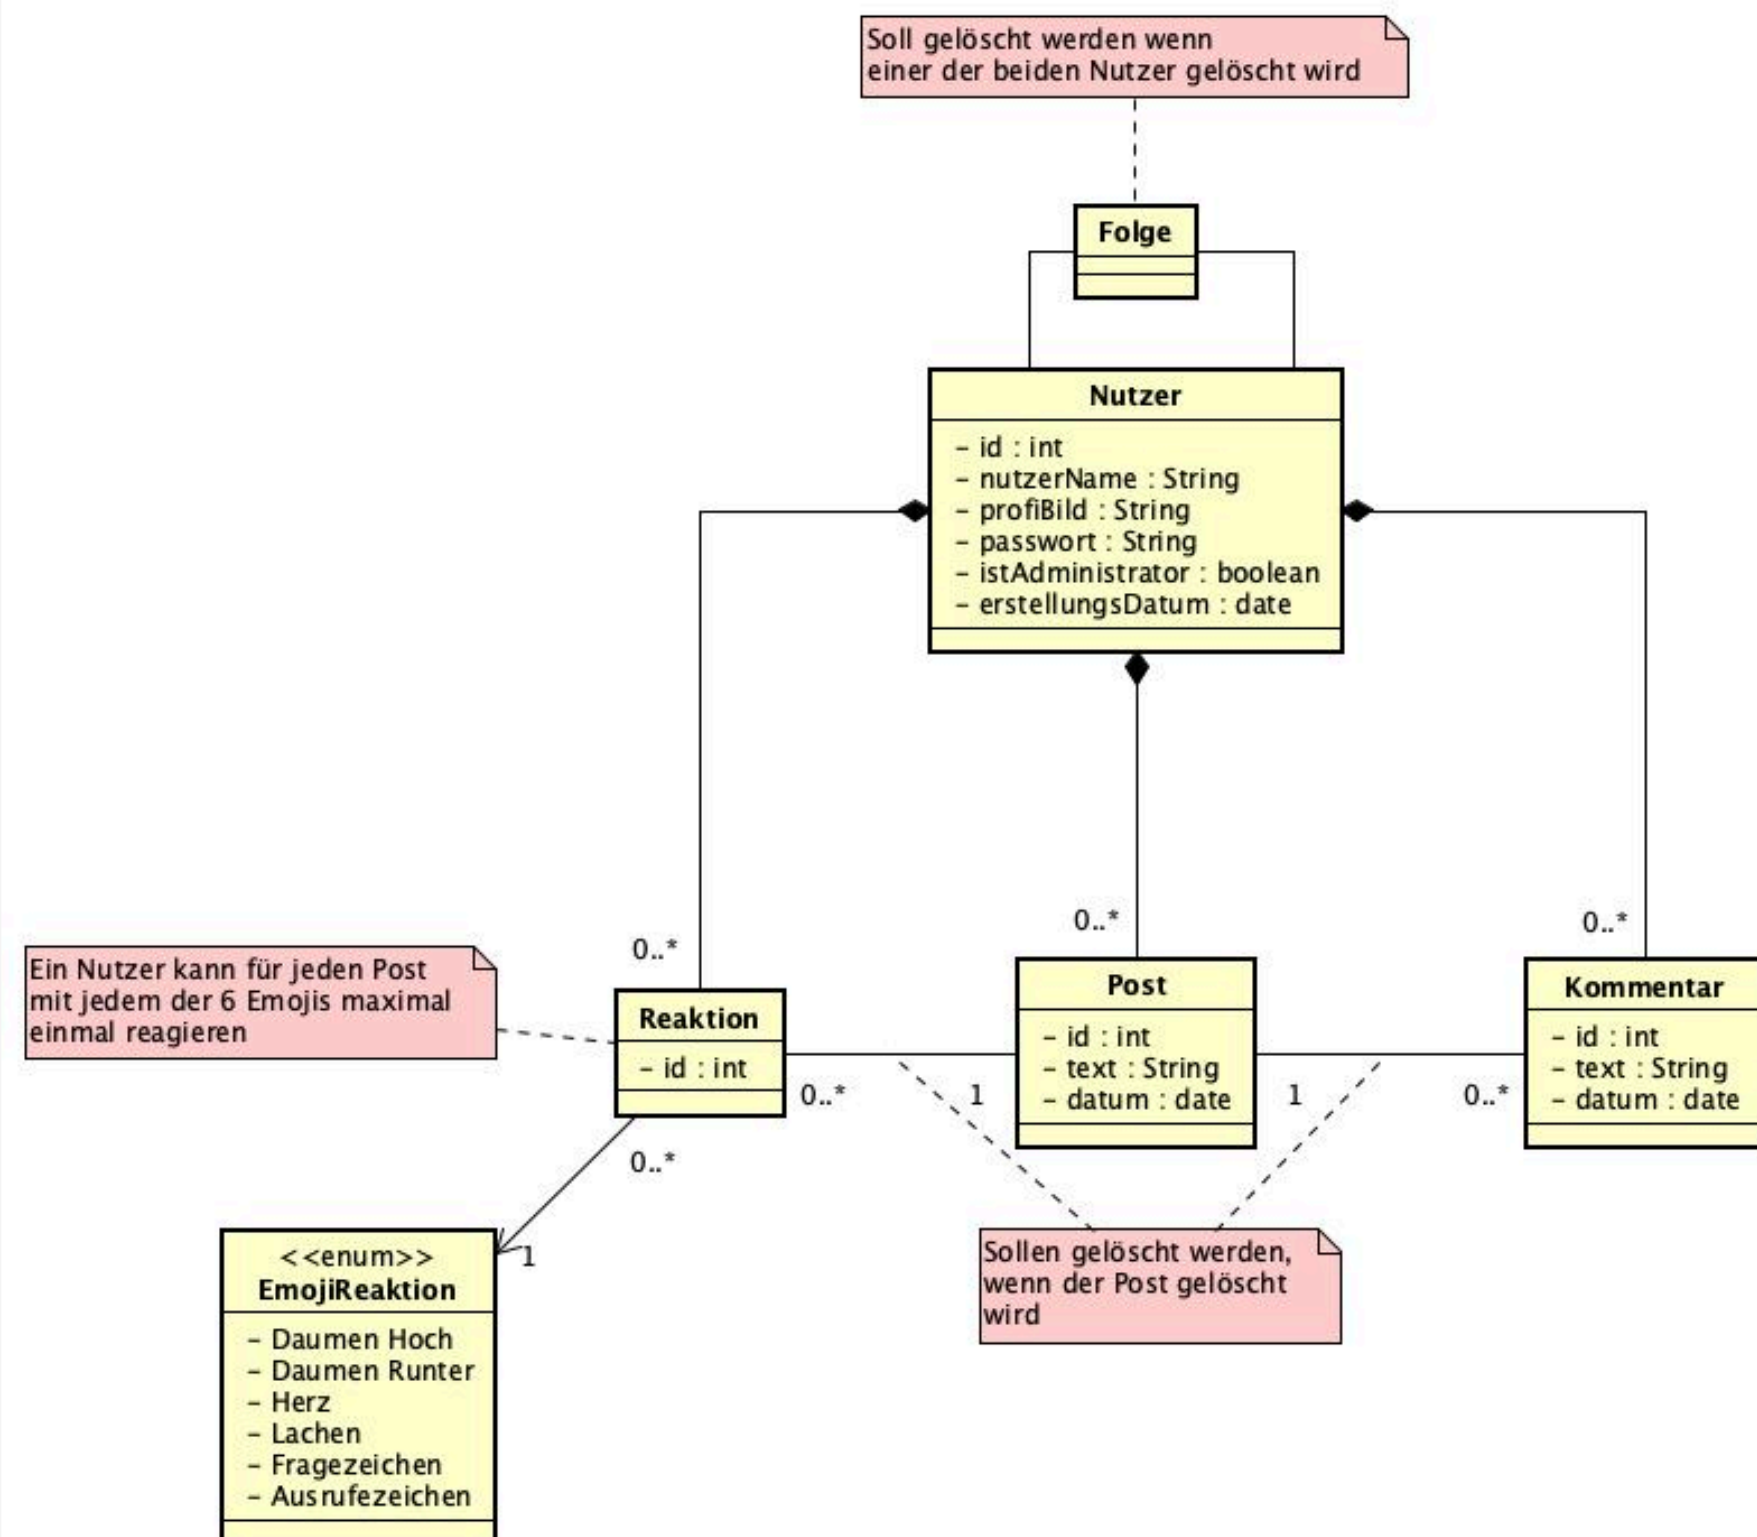 Soll gelöscht werden wenn
einer der beiden Nutzer gelöscht wird
Folge
Nutzer
– id : int
– nutzerName : String
– profiBild : String
– passwort : String
– istAdministrator : boolean
– erstellungsDatum : date
0..*
0..*
0..*
Ein Nutzer kann für jeden Post
mit jedem der 6 Emojis maximal
einmal reagieren
Reaktion
– id : int
Post
– id : int
– text : String
– datum : date
Kommentar
– id : int
– text : String
– datum : date
0..*
1
1
0..*
0..*
1
<<enum>>
EmojiReaktion
– Daumen Hoch
– Daumen Runter
– Herz
– Lachen
– Fragezeichen
– Ausrufezeichen
Sollen gelöscht werden,
wenn der Post gelöscht
wird